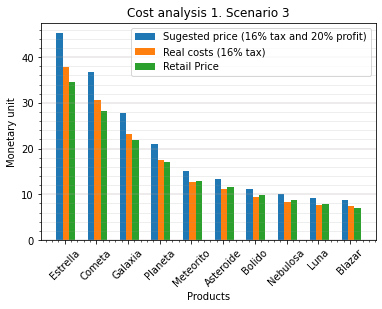 Cost analysis 1. Scenario 3
Sugested price (16% tax and 20% profit)
Real costs (16% tax)
Retail Price
Monetary unit
40
30
20
10
0
Estrella
Cometa
Galaxia
Planeta
Meteorito
Asteroide
Bolido
Nebulosa
Luna
Blazar
Products